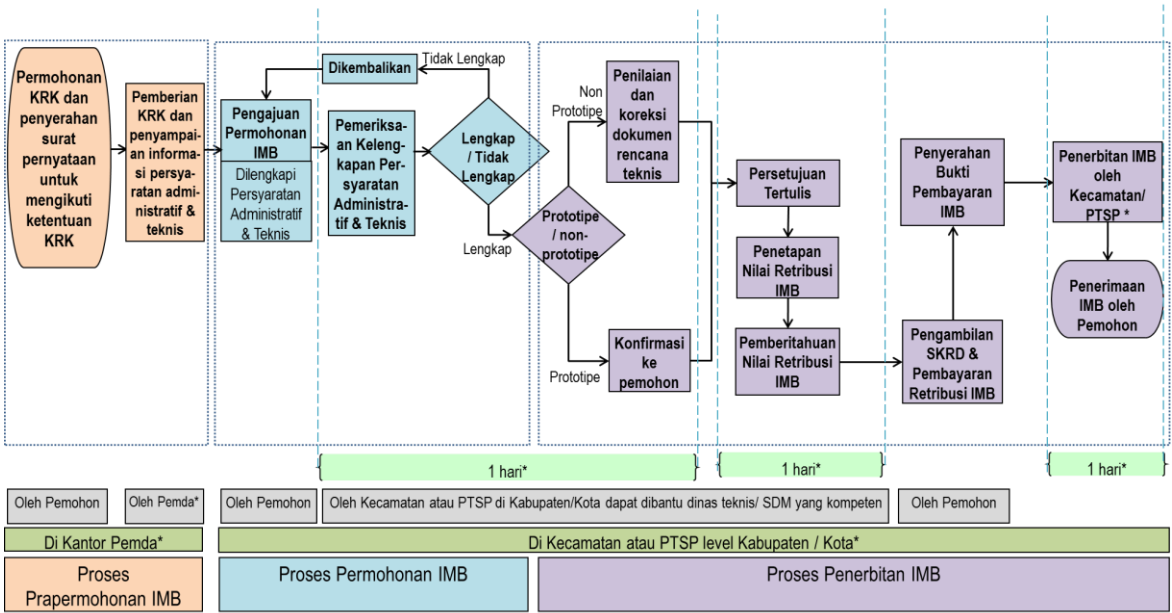 Permohonan
KRK dan
penyerahan
surat
pernyataan
untuk
mengikuti
ketentuan
KRK
Pemberian
KRK dan
penyampai-
an informa-
si persya-
ratan admi-
nistratif &
teknis
Pengajuan
Permohonan
IMB
Dilengkapi
Persyaratan
Administratif
& Teknis
Dikembalikan
Tidak Lengkap
Pemeriksa-
an Keleng-
kapan Per-
syaratan
Administra-
tif & Teknis
Lengkap
/ Tidak
Lengkap
Lengkap
Prototipe
/ non-
prototipe
Non
Prototipe
Penilaian
dan
koreksi
dokumen
rencana
teknis
Prototipe
Konfirmasi
ke
pemohon
Persetujuan
Tertulis
Penetapan
Nilai Retribusi
IMB
Pemberitahuan
Nilai Retribusi
IMB
Penyerahan
Bukti
Pembayaran
IMB
Pengambilan
SKRD &
Pembayaran
Retribusi IMB
Penerbitan IMB
oleh
Kecamatan/
PTSP *
Penerimaan
IMB oleh
Pemohon
1 hari*
1 hari*
1 hari*
Oleh Pemohon
Oleh Pemda*
Oleh Pemohon
Oleh Kecamatan atau PTSP di Kabupaten/Kota dapat dibantu dinas teknis/ SDM yang kompeten
Oleh Pemohon
Di Kantor Pemda*
Di Kecamatan atau PTSP level Kabupaten / Kota*
Proses
Prapermohonan IMB
Proses Permohonan IMB
Proses Penerbitan IMB